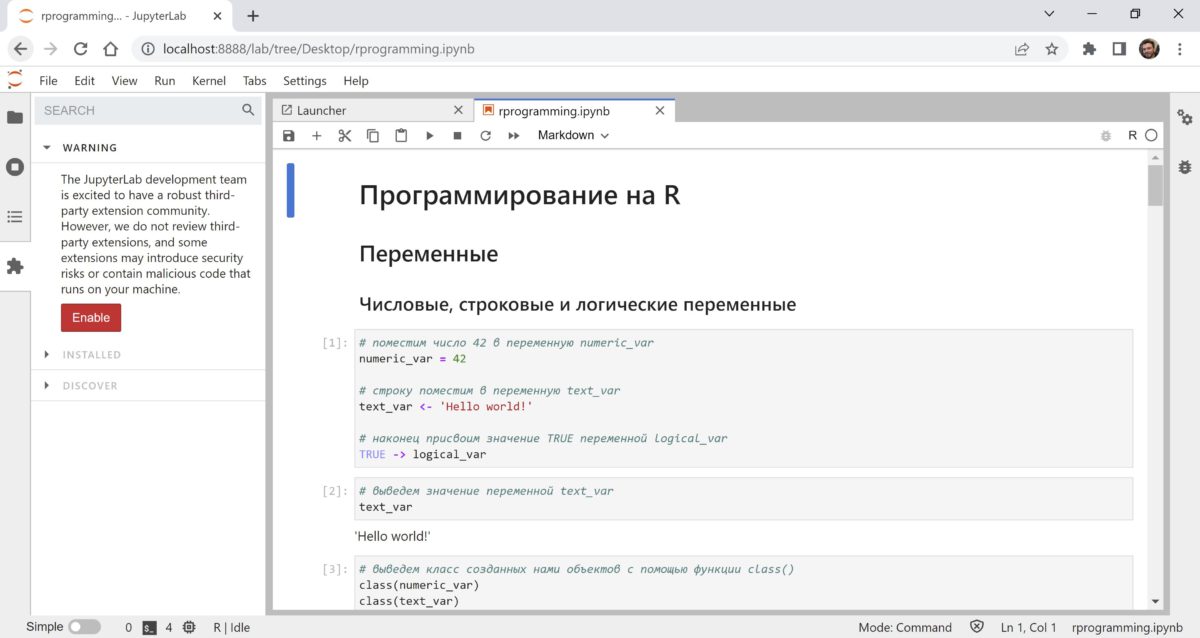 rprogramming... - JupyterLab
localhost:8888/lab/tree/Desktop/rprogramming.ipynb
File Edit View Run Kernel Tabs Settings Help
SEARCH
WARNING
The JupyterLab development team
is excited to have a robust third-
party extension community.
However, we do not review third-
party extensions, and some
extensions may introduce security
risks or contain malicious code that
runs on your machine.
Enable
INSTALLED
DISCOVER
Launcher
rprogramming.ipynb
Markdown
R
Программирование на R
Переменные
Числовые, строковые и логические переменные
[1]:
# поместим число 42 в переменную numeric_var
numeric_var = 42
# строку поместим в переменную text_var
text_var <- 'Hello world!'
# наконец присвоим значение TRUE переменной logical_var
TRUE -> logical_var
[2]:
# выведем значение переменной text_var
text_var
'Hello world!'
[3]:
# выведем класс созданных нами объектов с помощью функции class()
class(numeric_var)
class(text_var)
Simple 0 $_ 4 R | Idle Mode: Command Ln 1, Col 1 rprogramming.ipynb